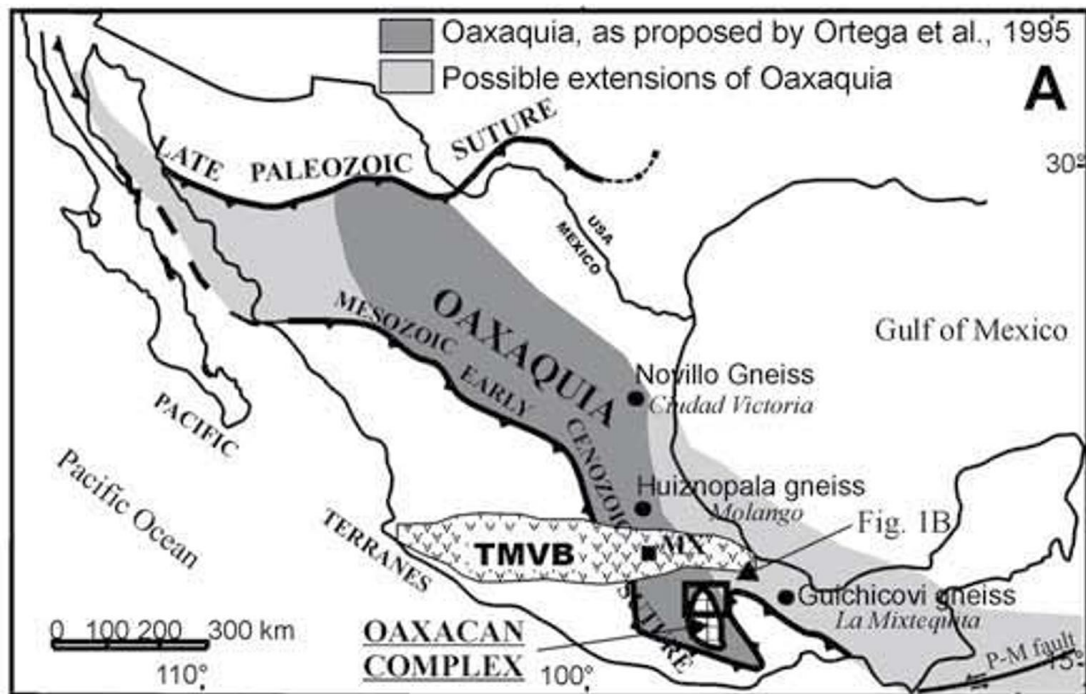 Oaxaquia, as proposed by Ortega et al., 1995
Possible extensions of Oaxaquia
A
30°
LATE PALEOZOIC SUTURE
USA
MEXICO
OAXAQUIA
MESOZOIC EARLY CENOZOIC SUTURE
Gulf of Mexico
Novillo Gneiss
Ciudad Victoria
PACIFIC TERRANES
Pacific Ocean
Huiznopala gneiss
Molango
Fig. 1B
TMVB
MX
Guichicovi gneiss
La Mixtequita
0 100 200 300 km
OAXACAN
COMPLEX
P-M fault
15°
110°
100°